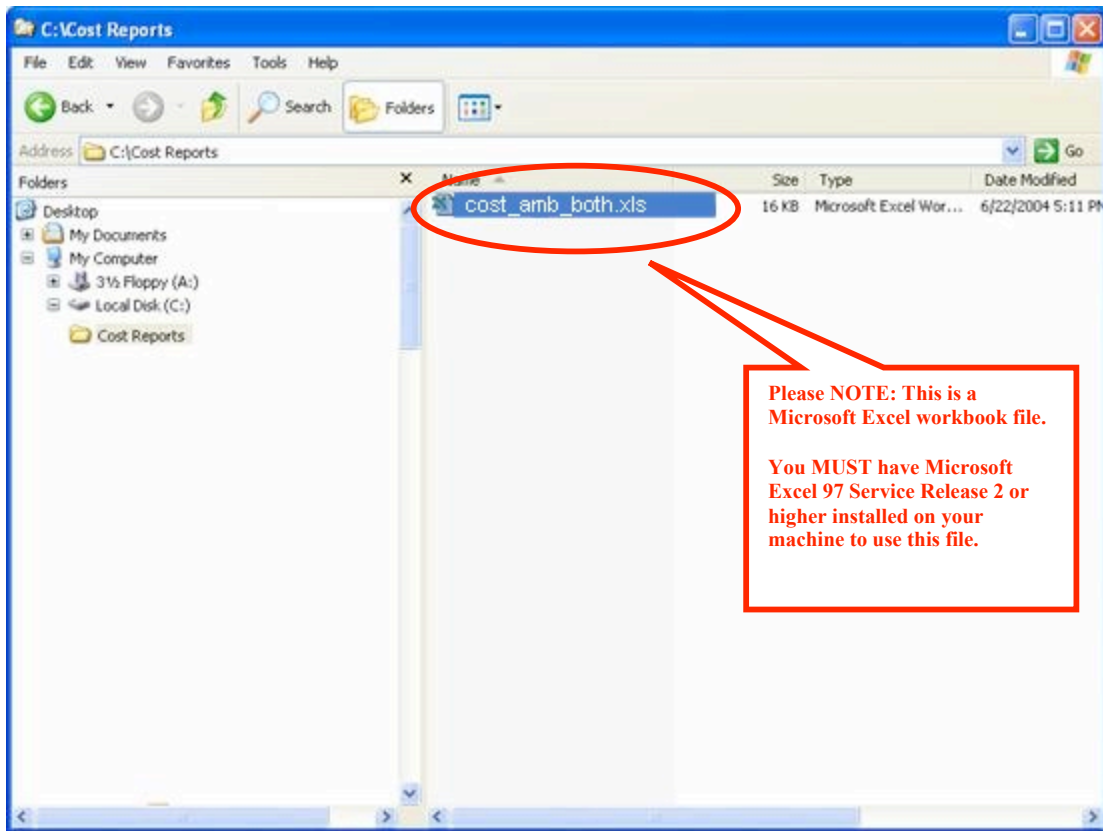 C:\Cost Reports
File Edit View Favorites Tools Help
Back Search Folders
Address C:\Cost Reports Go
Folders
Name Size Type Date Modified
Desktop
My Documents
My Computer
3½ Floppy (A:)
Local Disk (C:)
Cost Reports
cost_amb_both.xls 16 KB Microsoft Excel Wor... 6/22/2004 5:11 PM
Please NOTE: This is a
Microsoft Excel workbook file.
You MUST have Microsoft
Excel 97 Service Release 2 or
higher installed on your
machine to use this file.